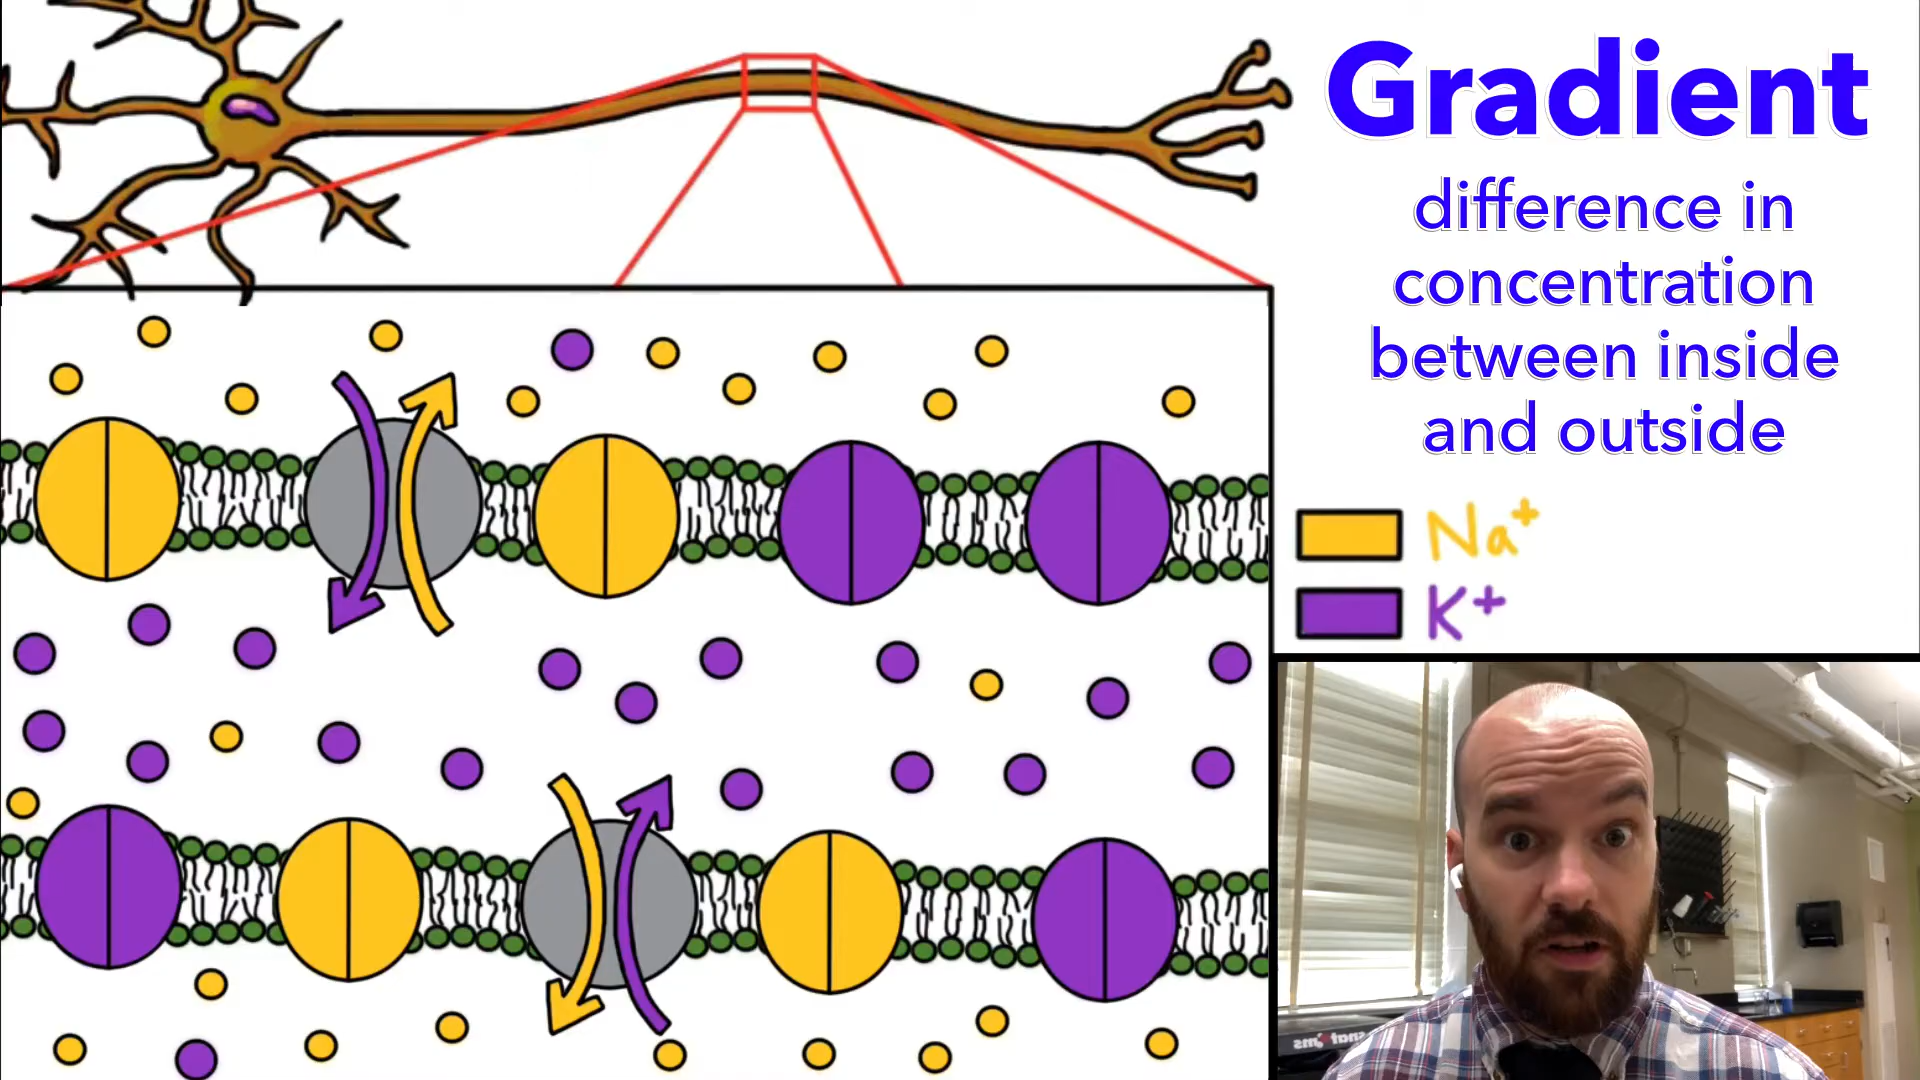 Gradient
difference in
concentration
between inside
and outside
Na+
K+